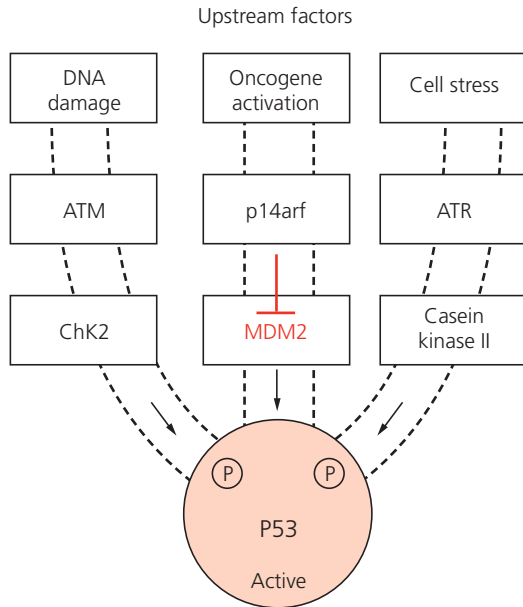 Upstream factors
DNA
damage
Oncogene
activation
Cell stress
ATM
p14arf
ATR
ChK2
MDM2
Casein
kinase II
P
P
P53
Active